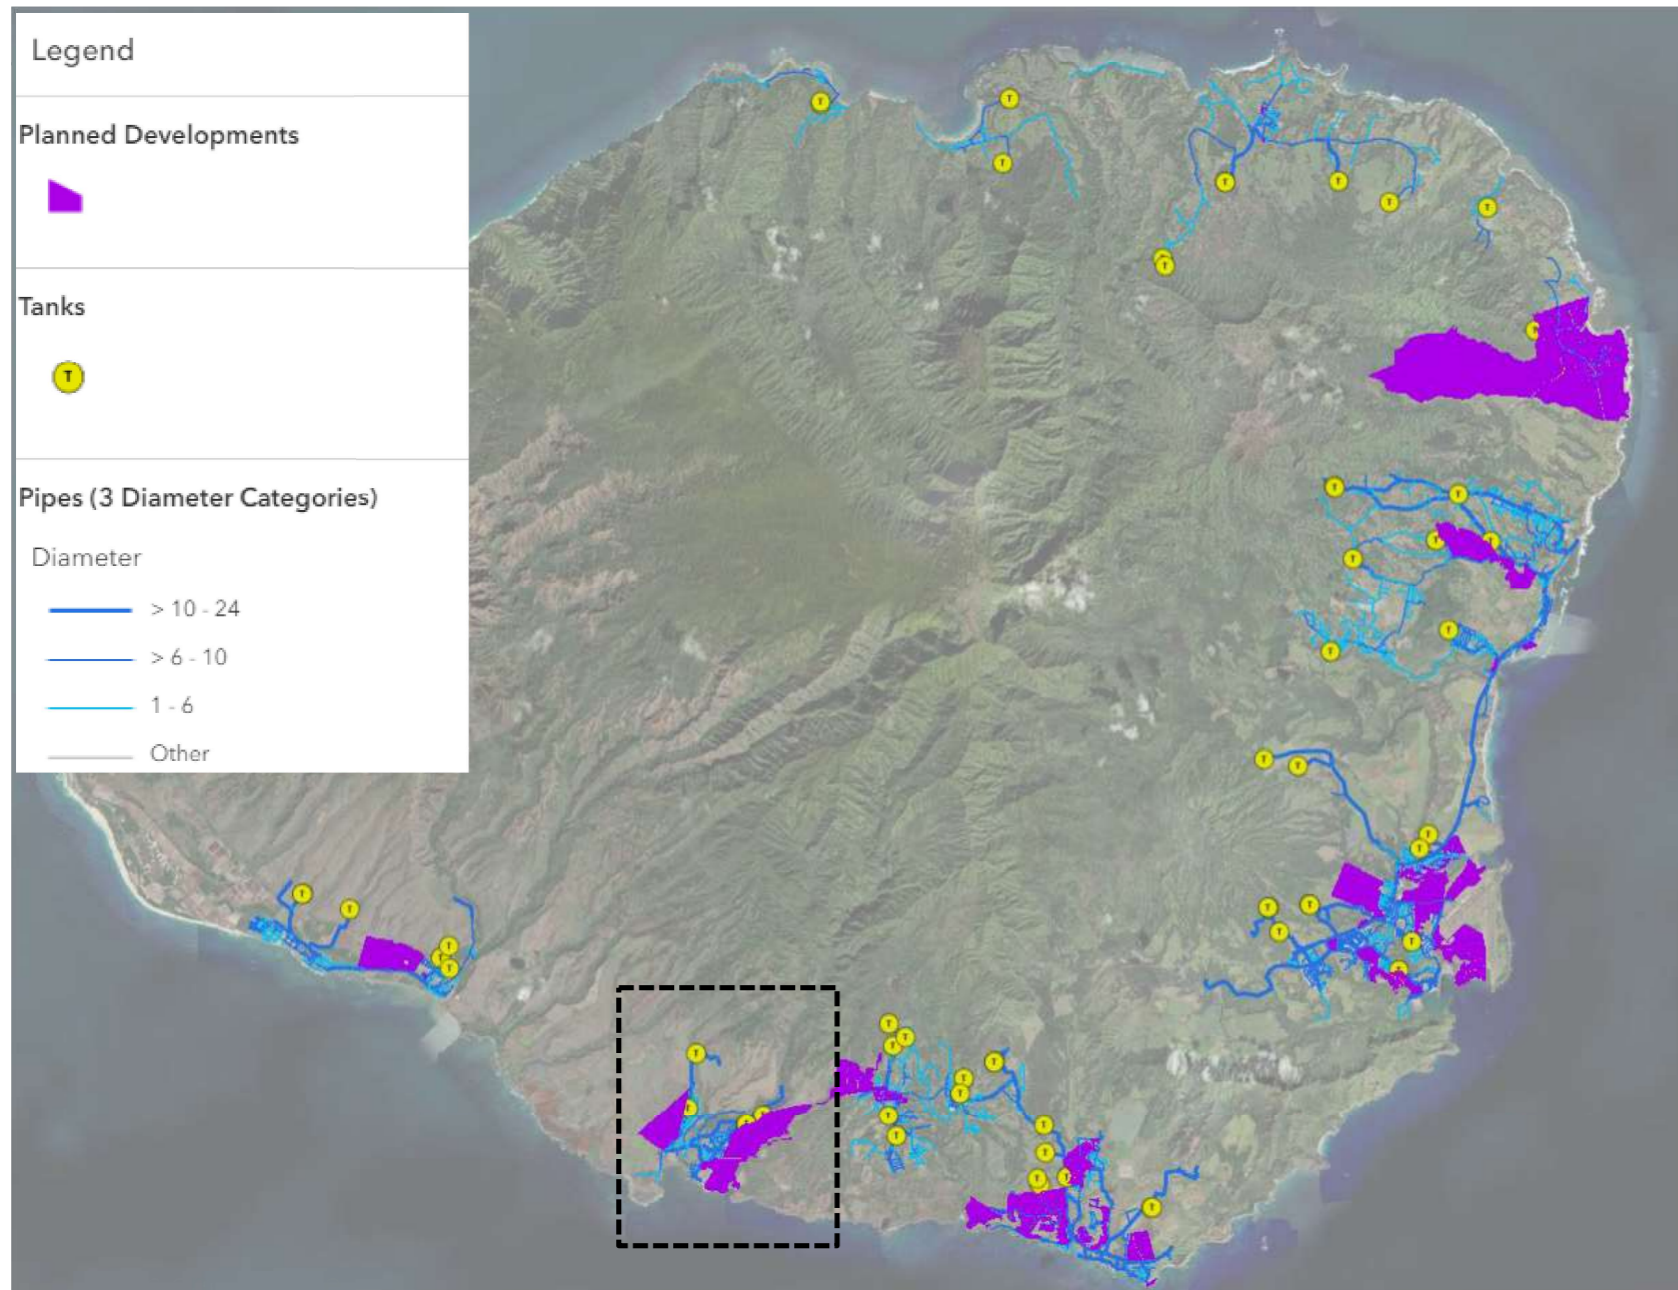 Legend
Planned Developments
Tanks
T
Pipes (3 Diameter Categories)
Diameter
> 10 - 24
> 6 - 10
1 - 6
Other